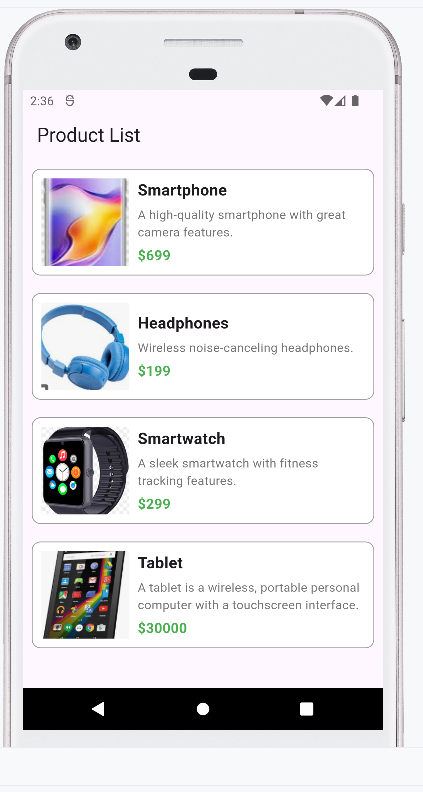 2:36
Product List
Smartphone
A high-quality smartphone with great
camera features.
$699
Headphones
Wireless noise-canceling headphones.
$199
Smartwatch
A sleek smartwatch with fitness
tracking features.
$299
Tablet
A tablet is a wireless, portable personal
computer with a touchscreen interface.
$30000